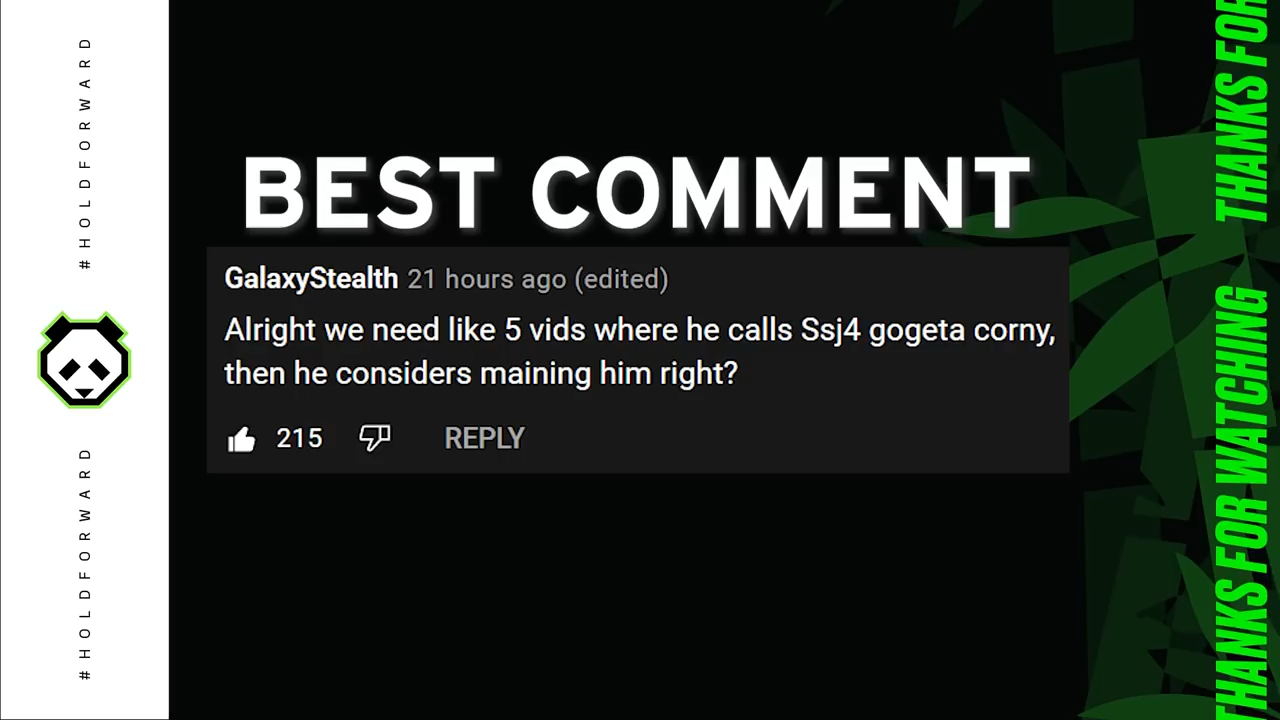 #HOLDFORWARD
#HOLDFORWARD
BEST COMMENT
GalaxyStealth 21 hours ago (edited)
Alright we need like 5 vids where he calls Ssj4 gogeta corny,
then he considers maining him right?
215 REPLY
THANKS FOR WATCHING THANKS FOR